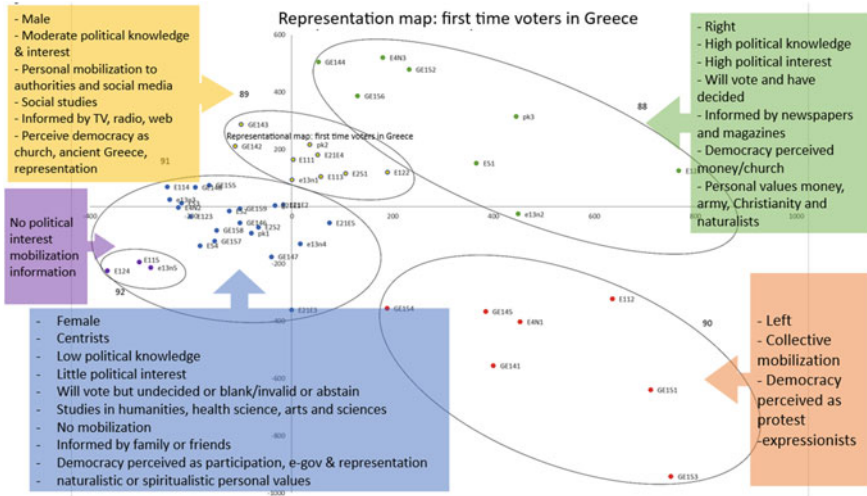 Representation map: first time voters in Greece
- Male
- Moderate political knowledge
& interest
- Personal mobilization to
authorities and social media
- Social studies
- Informed by TV, radio, web
- Perceive democracy as
church, ancient Greece,
representation
- Right
- High political knowledge
- High political interest
- Will vote and have
decided
- Informed by newspapers
and magazines
- Democracy perceived
money/church
- Personal values money,
army, Christianity and
naturalists
600
GE144
E4N3
GE152
GE156
400
89
88
pk3
GE143
Representational map: first time voters in Greece
GE142
pk2
E21E4
E111
E251
E122
E113
e13n1
E51
91
E114
GE155
E53
E4N2
E123
E52
GE159
E21E2
E21E5
e13n2
GE146
E252
GE158
pk1
GE157
E54
e13n4
GE147
200
400
600
1000
-200
No political
interest
mobilization
information
E115
E124
e13n5
92
E21E3
GE154
GE145
E112
E4N1
90
GE141
GE151
GE153
-400
-600
-800
-1000
- Female
- Centrists
- Low political knowledge
- Little political interest
- Will vote but undecided or blank/invalid or abstain
- Studies in humanities, health science, arts and sciences
- No mobilization
- Informed by family or friends
- Democracy perceived as participation, e-gov & representation
- naturalistic or spiritualistic personal values
- Left
- Collective
mobilization
- Democracy
perceived as
protest
-expressionists